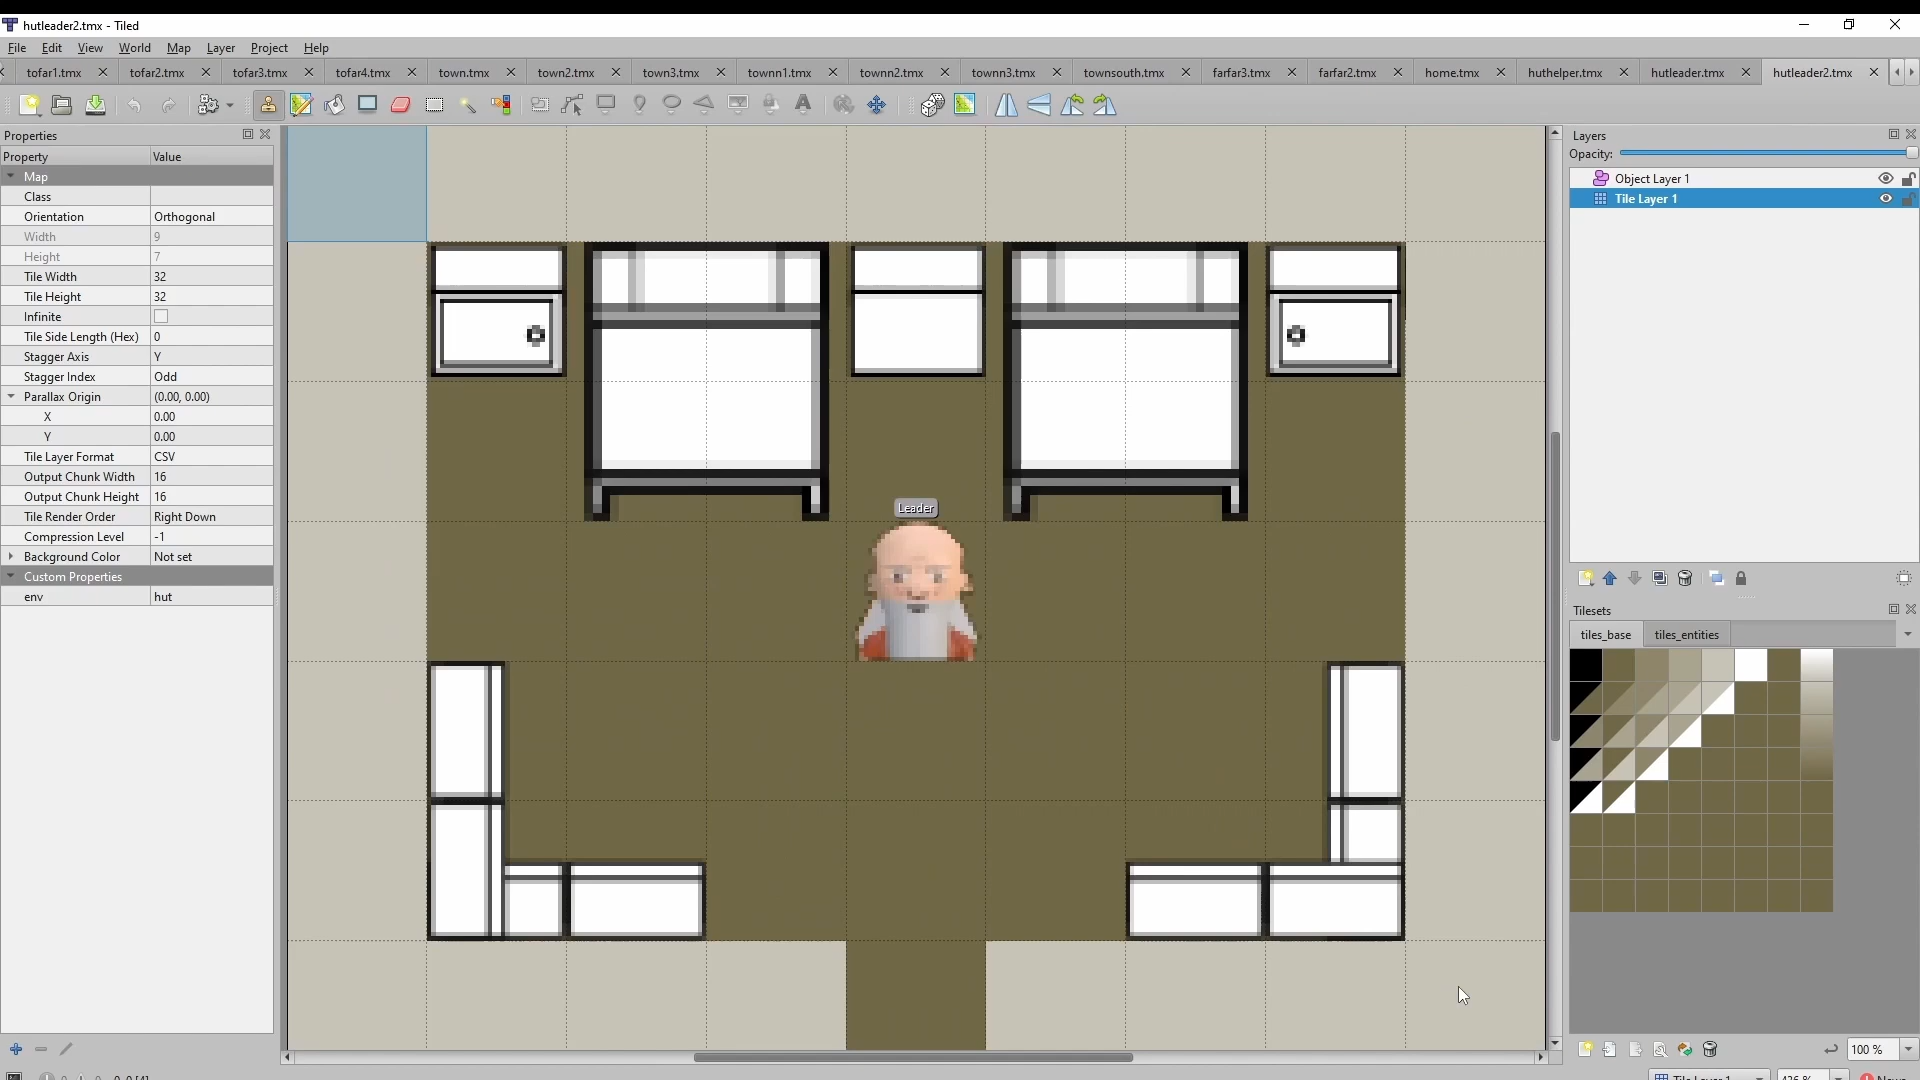 hutleader2.tmx - Tiled
File Edit View World Map Layer Project Help
tofar1.tmx tofar2.tmx tofar3.tmx tofar4.tmx town.tmx town2.tmx town3.tmx townn1.tmx townn2.tmx townn3.tmx townsouth.tmx farfar3.tmx farfar2.tmx home.tmx huthelper.tmx hutleader.tmx hutleader2.tmx
Properties
Property Value
Map
Class
Orientation Orthogonal
Width 9
Height 7
Tile Width 32
Tile Height 32
Infinite
Tile Side Length (Hex) 0
Stagger Axis Y
Stagger Index Odd
Parallax Origin (0.00, 0.00)
X 0.00
Y 0.00
Tile Layer Format CSV
Output Chunk Width 16
Output Chunk Height 16
Tile Render Order Right Down
Compression Level -1
Background Color Not set
Custom Properties
env hut
Leader
Layers
Opacity:
Object Layer 1
Tile Layer 1
Tilesets
tiles_base tiles_entities
100 %
Tile Layer 1